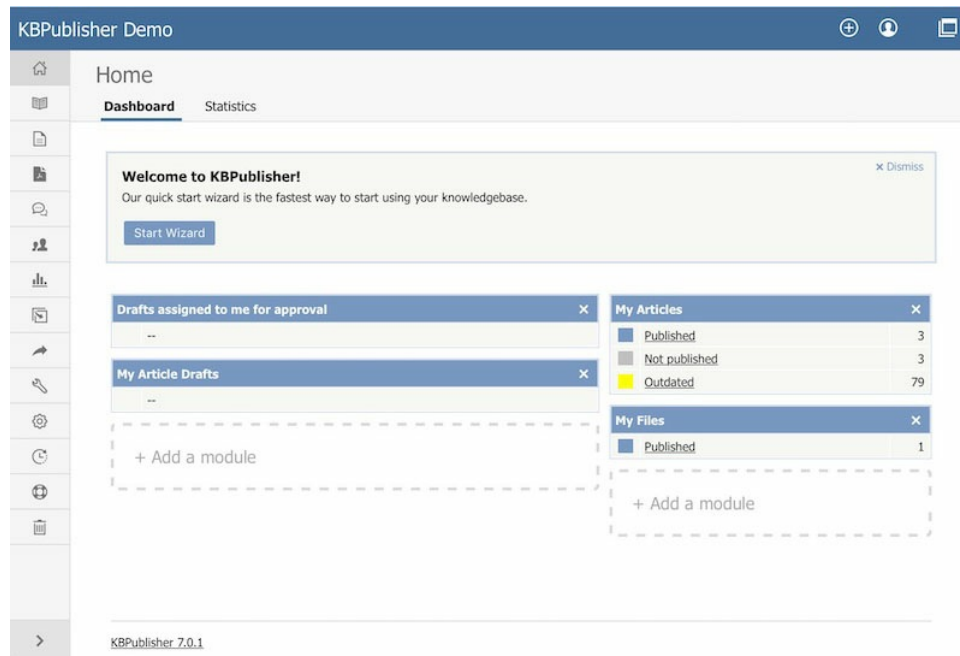 KBPublisher Demo
Home
Dashboard Statistics
Welcome to KBPublisher!
× Dismiss
Our quick start wizard is the fastest way to start using your knowledgebase.
Start Wizard
Drafts assigned to me for approval ×
--
My Article Drafts ×
--
+ Add a module
My Articles ×
Published 3
Not published 3
Outdated 79
My Files ×
Published 1
+ Add a module
KBPublisher 7.0.1